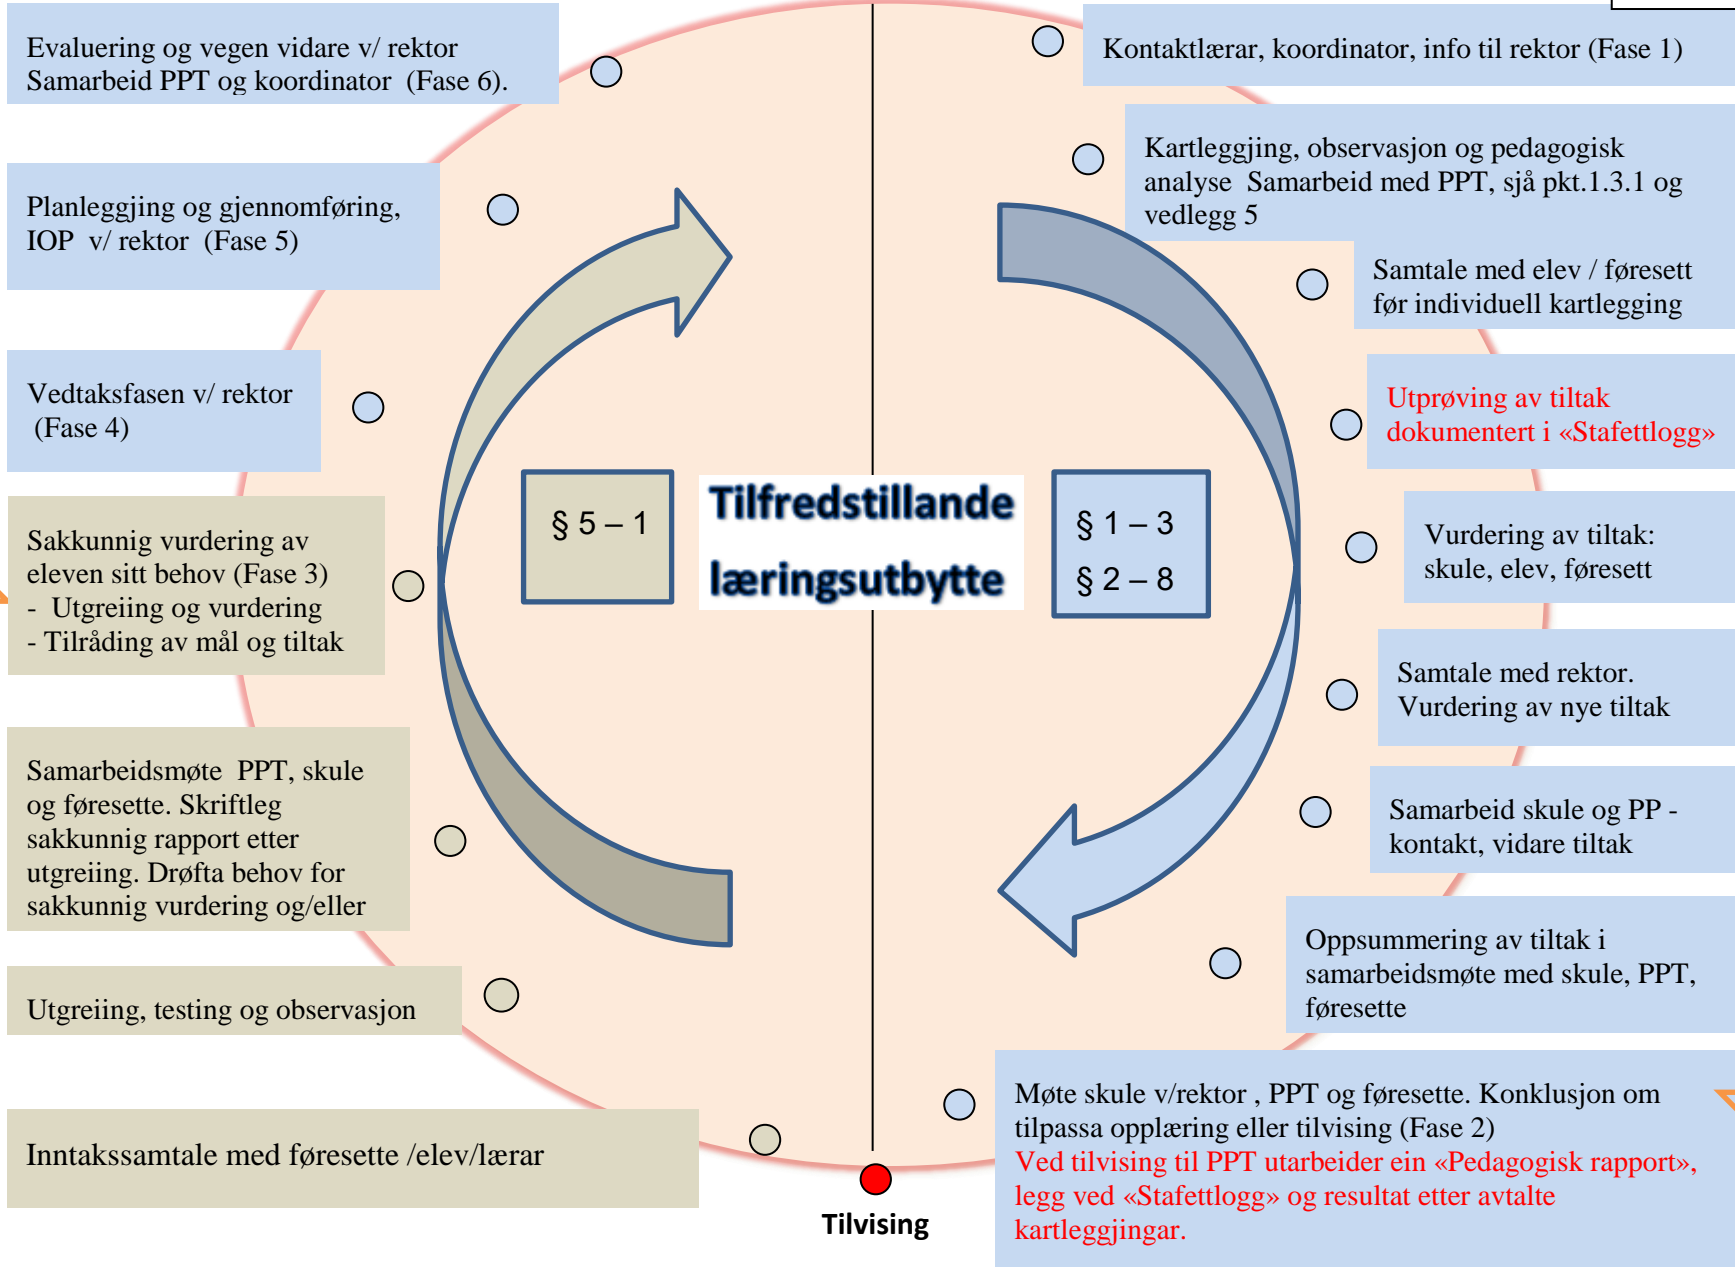 Evaluering og vegen vidare v/ rektor
Samarbeid PPT og koordinator (Fase 6).
Planleggjing og gjennomføring,
IOP v/ rektor (Fase 5)
Vedtaksfasen v/ rektor
(Fase 4)
Sakkunnig vurdering av
eleven sitt behov (Fase 3)
- Utgreiing og vurdering
- Tilråding av mål og tiltak
Samarbeidsmøte PPT, skule
og føresette. Skriftleg
sakkunnig rapport etter
utgreiing. Drøfta behov for
sakkunnig vurdering og/eller
Utgreiing, testing og observasjon
Inntakssamtale med føresette /elev/lærar
§ 5 – 1
Tilfredstillande
læringsutbytte
§ 1 – 3
§ 2 – 8
Tilvising
Kontaktlærar, koordinator, info til rektor (Fase 1)
Kartleggjing, observasjon og pedagogisk
analyse Samarbeid med PPT, sjå pkt.1.3.1 og
vedlegg 5
Samtale med elev / føresett
før individuell kartlegging
Utprøving av tiltak
dokumentert i «Stafettlogg»
Vurdering av tiltak:
skule, elev, føresett
Samtale med rektor.
Vurdering av nye tiltak
Samarbeid skule og PP -
kontakt, vidare tiltak
Oppsummering av tiltak i
samarbeidsmøte med skule, PPT,
føresette
Møte skule v/rektor , PPT og føresette. Konklusjon om
tilpassa opplæring eller tilvising (Fase 2)
Ved tilvising til PPT utarbeider ein «Pedagogisk rapport»,
legg ved «Stafettlogg» og resultat etter avtalte
kartleggjingar.